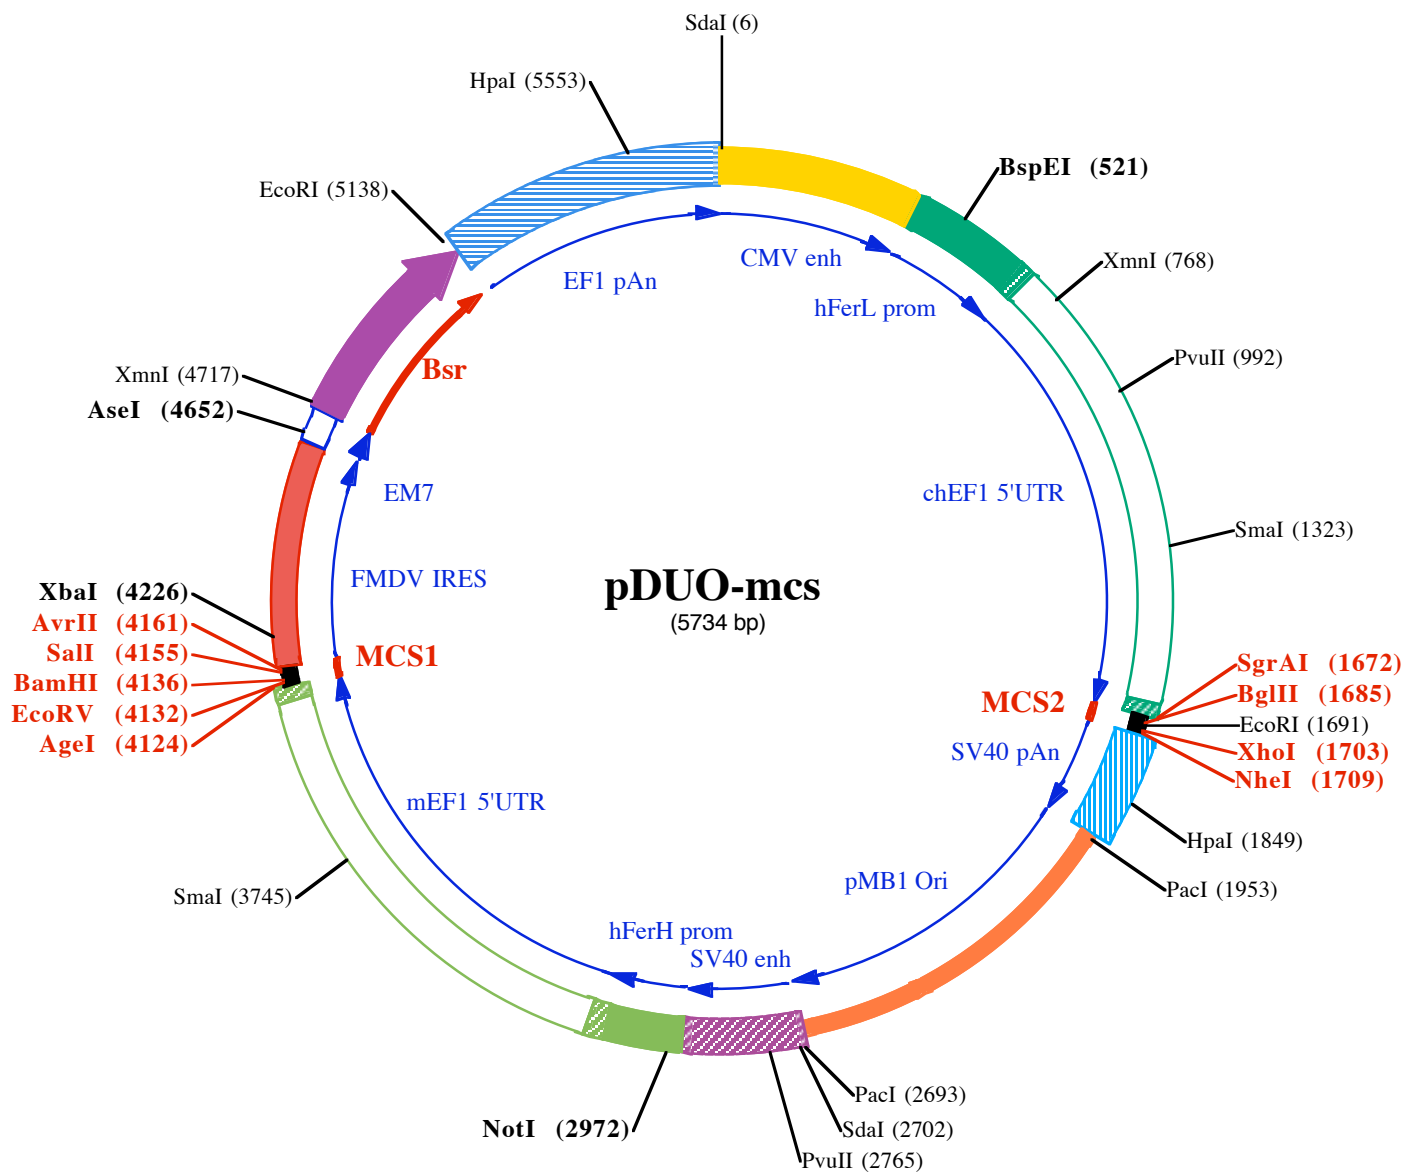 SdaI (6)
HpaI (5553)
BspEI (521)
EcoRI (5138)
CMV enh
XmnI (768)
EF1 pAn
hFerL prom
PvuII (992)
Bsr
XmnI (4717)
AseI (4652)
EM7
chEF1 5'UTR
SmaI (1323)
FMDV IRES
pDUO-mcs
(5734 bp)
XbaI (4226)
AvrII (4161)
SalI (4155)
BamHI (4136)
EcoRV (4132)
AgeI (4124)
MCS1
MCS2
SgrAI (1672)
BglII (1685)
EcoRI (1691)
XhoI (1703)
NheI (1709)
SV40 pAn
mEF1 5'UTR
HpaI (1849)
pMB1 Ori
PacI (1953)
SmaI (3745)
hFerH prom
SV40 enh
PacI (2693)
NotI (2972)
SdaI (2702)
PvuII (2765)